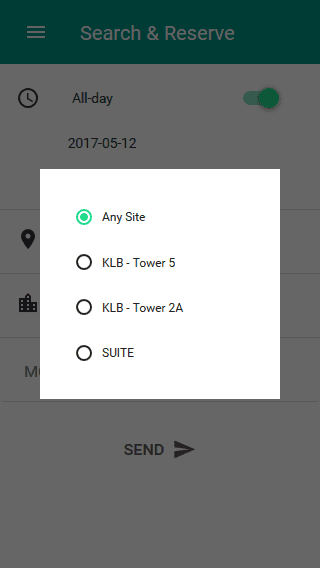 Search & Reserve
All-day
2017-05-12
Any Site
KLB - Tower 5
KLB - Tower 2A
SUITE
SEND